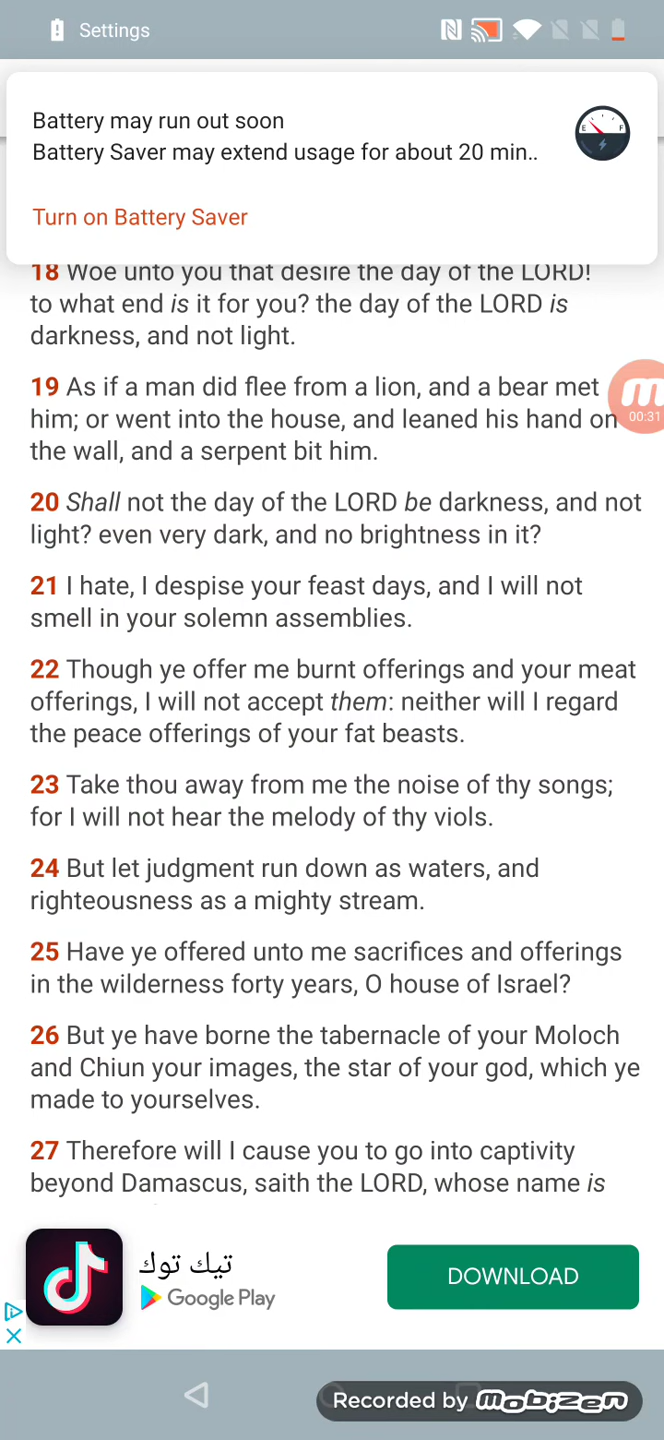 Settings
Battery may run out soon
Battery Saver may extend usage for about 20 min..
E F
Turn on Battery Saver
18 Woe unto you that desire the day of the LORD!
to what end is it for you? the day of the LORD is
darkness, and not light.
19 As if a man did flee from a lion, and a bear met
him; or went into the house, and leaned his hand on
the wall, and a serpent bit him.
00:31
20 Shall not the day of the LORD be darkness, and not
light? even very dark, and no brightness in it?
21 I hate, I despise your feast days, and I will not
smell in your solemn assemblies.
22 Though ye offer me burnt offerings and your meat
offerings, I will not accept them: neither will I regard
the peace offerings of your fat beasts.
23 Take thou away from me the noise of thy songs;
for I will not hear the melody of thy viols.
24 But let judgment run down as waters, and
righteousness as a mighty stream.
25 Have ye offered unto me sacrifices and offerings
in the wilderness forty years, O house of Israel?
26 But ye have borne the tabernacle of your Moloch
and Chiun your images, the star of your god, which ye
made to yourselves.
27 Therefore will I cause you to go into captivity
beyond Damascus, saith the LORD, whose name is
تيك توك
Google Play
DOWNLOAD
Recorded by mobizen